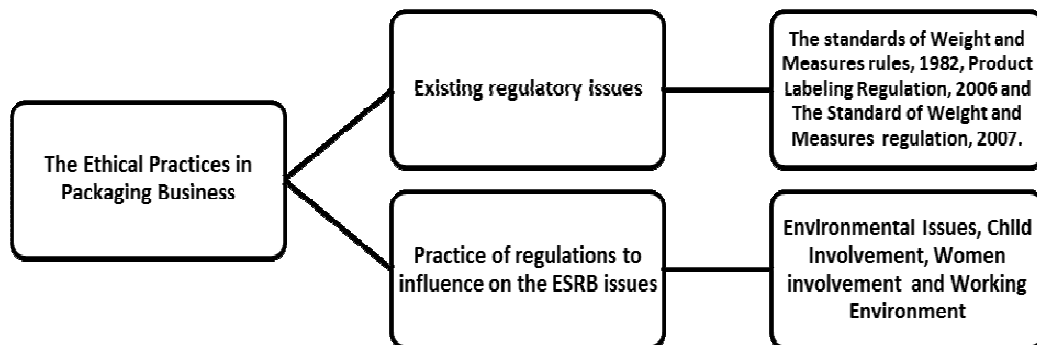 The Ethical Practices in
Packaging Business
Existing regulatory issues
The standards of Weight and
Measures rules, 1982, Product
Labeling Regulation, 2006 and
The Standard of Weight and
Measures regulation, 2007.
Practice of regulations to
influence on the ESRB issues
Environmental Issues, Child
Involvement, Women
involvement and Working
Environment